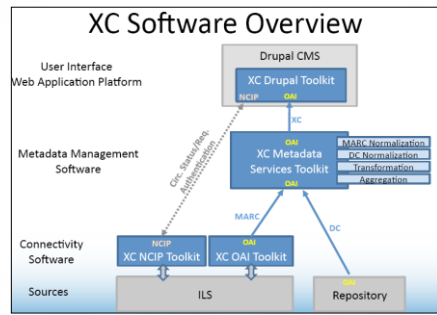 XC Software Overview
User Interface
Web Application Platform
Drupal CMS
XC Drupal Toolkit
NCIP
OAI
XC
Circ. Status/Req.
Authentication
Metadata Management
Software
OAI
XC Metadata
Services Toolkit
OAI
MARC Normalization
DC Normalization
Transformation
Aggregation
MARC
DC
Connectivity
Software
NCIP
XC NCIP Toolkit
OAI
XC OAI Toolkit
Sources
ILS
OAI
Repository